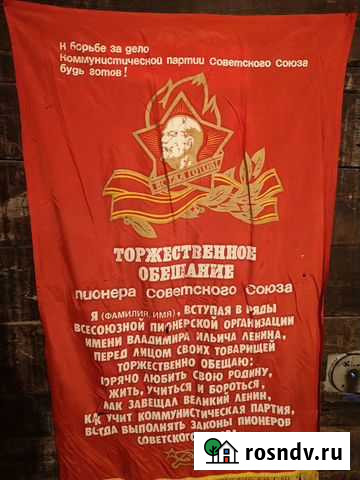 К борьбе за дело
Коммунистической партии Советского Союза
будь готов!
ВСЕГДА ГОТОВ!
ТОРЖЕСТВЕННОЕ
ОБЕЩАНИЕ
пионера Советского Союза
Я (ФАМИЛИЯ, ИМЯ), ВСТУПАЯ В РЯДЫ
ВСЕСОЮЗНОЙ ПИОНЕРСКОЙ ОРГАНИЗАЦИИ
ИМЕНИ ВЛАДИМИРА ИЛЬИЧА ЛЕНИНА,
ПЕРЕД ЛИЦОМ СВОИХ ТОВАРИЩЕЙ
ТОРЖЕСТВЕННО ОБЕЩАЮ:
ГОРЯЧО ЛЮБИТЬ СВОЮ РОДИНУ,
ЖИТЬ, УЧИТЬСЯ И БОРОТЬСЯ,
КАК ЗАВЕЩАЛ ВЕЛИКИЙ ЛЕНИН,
КАК УЧИТ КОММУНИСТИЧЕСКАЯ ПАРТИЯ,
ВСЕГДА ВЫПОЛНЯТЬ ЗАКОНЫ ПИОНЕРОВ
СОВЕТСКОГО
rosndv.ru